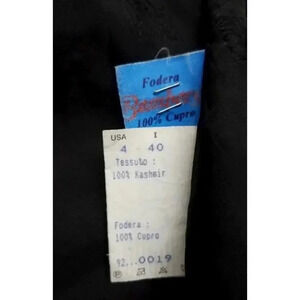 Fodera
100% Cupro
USA I
4 40
Tessuto :
100% Kashmir
Fodera :
100% Cupro
92...0019